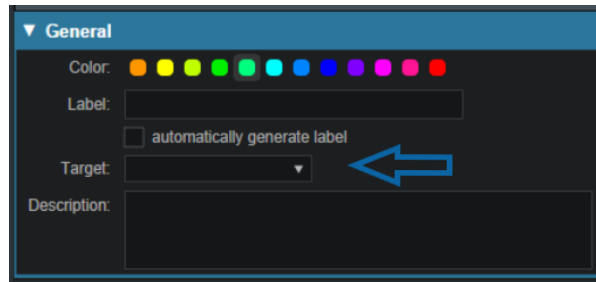 ▼ General
Color:
Label:
automatically generate label
Target:
Description: